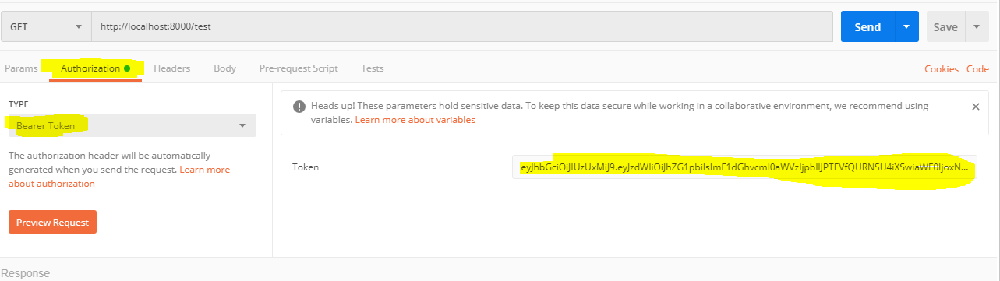 GET
http://localhost:8000/test
Send
Save
Params
Authorization
Headers
Body
Pre-request Script
Tests
Cookies
Code
TYPE
Bearer Token
The authorization header will be automatically
generated when you send the request. Learn more
about authorization
Preview Request
Heads up! These parameters hold sensitive data. To keep this data secure while working in a collaborative environment, we recommend using
variables. Learn more about variables
Token
eyJhbGciOiJIUzUxMiJ9.eyJzdWIiOiJhZG1pbiIsImF1dGhvcml0aWVzIjpbIlJPTEVfQURNSU4iXSwiaWF0IjoxN...
Response